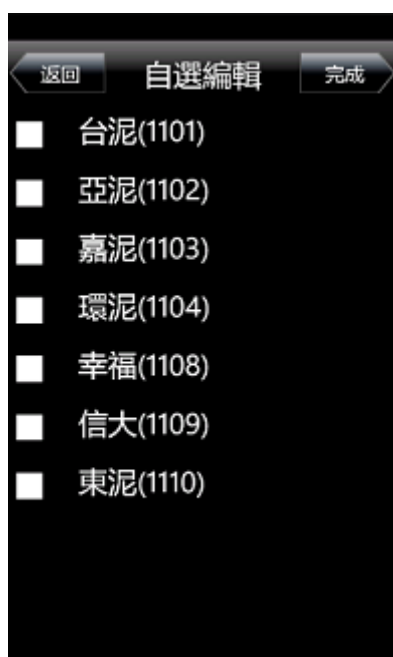 返回 自選編輯 完成
台泥(1101)
亞泥(1102)
嘉泥(1103)
環泥(1104)
幸福(1108)
信大(1109)
東泥(1110)